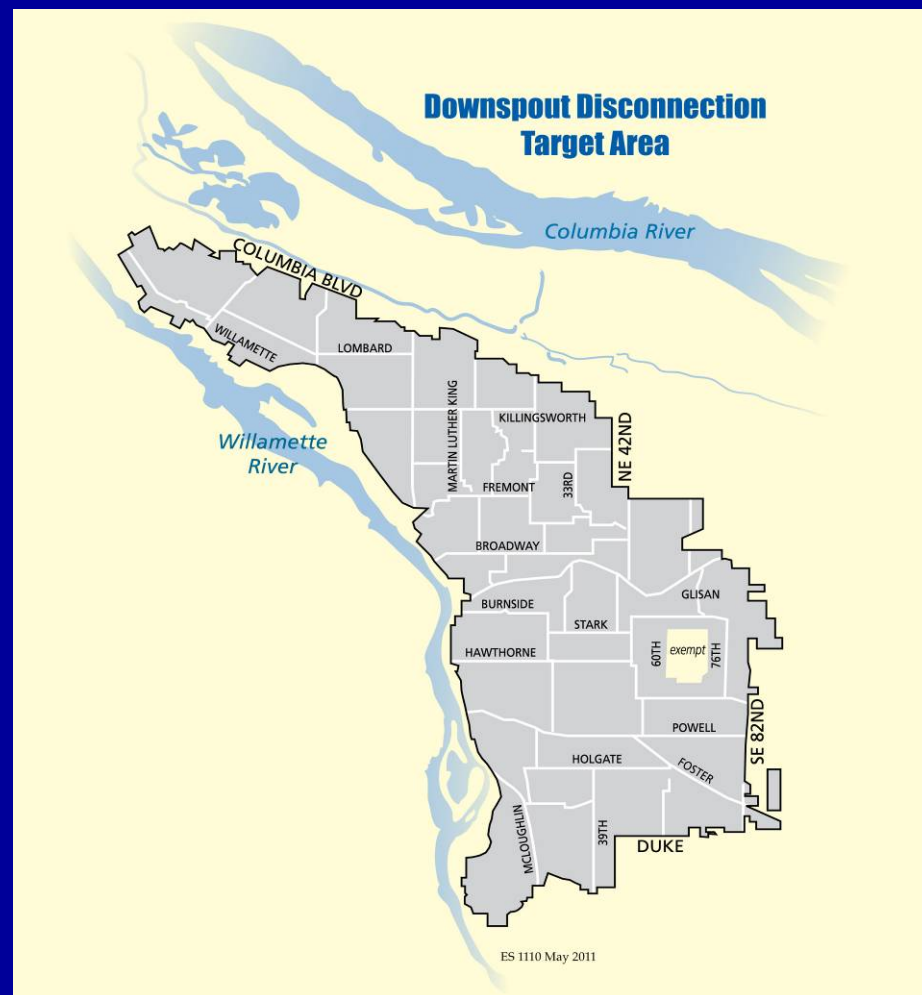 Downspout Disconnection
Target Area
Columbia River
COLUMBIA BLVD
WILLAMETTE
LOMBARD
MARTIN LUTHER KING
KILLINGSWORTH
NE 42ND
Willamette
River
FREMONT
33RD
BROADWAY
BURNSIDE
GLISAN
STARK
HAWTHORNE
60TH
exempt
76TH
POWELL
SE 82ND
HOLGATE
FOSTER
MCLOUGHLIN
39TH
DUKE
ES 1110 May 2011